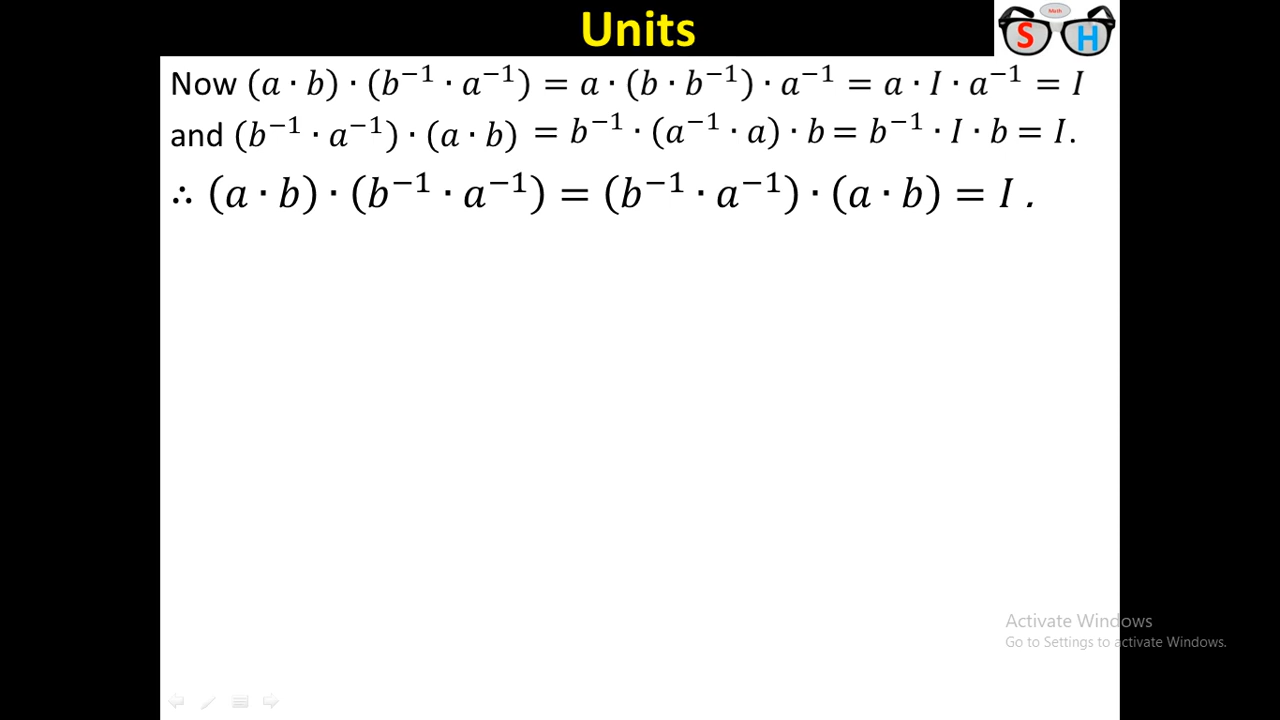 Units
Math
S H
Now (a · b) · (b⁻¹ · a⁻¹) = a · (b · b⁻¹) · a⁻¹ = a · I · a⁻¹ = I
and (b⁻¹ · a⁻¹) · (a · b) = b⁻¹ · (a⁻¹ · a) · b = b⁻¹ · I · b = I.
∴ (a · b) · (b⁻¹ · a⁻¹) = (b⁻¹ · a⁻¹) · (a · b) = I .
Activate Windows
Go to Settings to activate Windows.